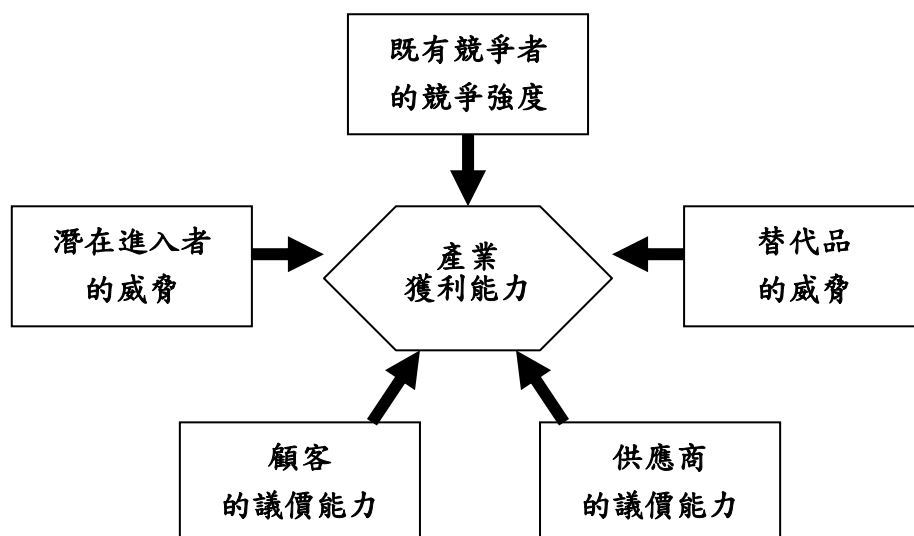 既有競爭者
的競爭強度
潛在進入者
的威脅
產業
獲利能力
替代品
的威脅
顧客
的議價能力
供應商
的議價能力